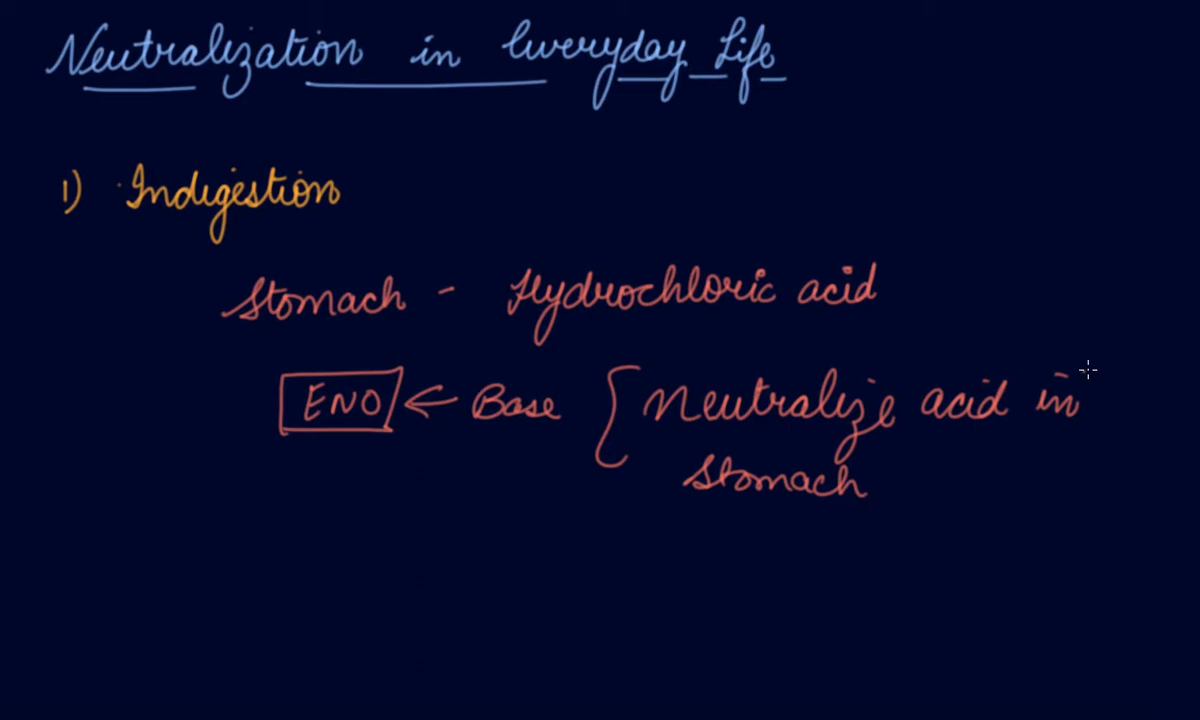 Neutralization in Everyday Life
1) Indigestion
Stomach - Hydrochloric acid
ENO ← Base { Neutralize acid in
Stomach